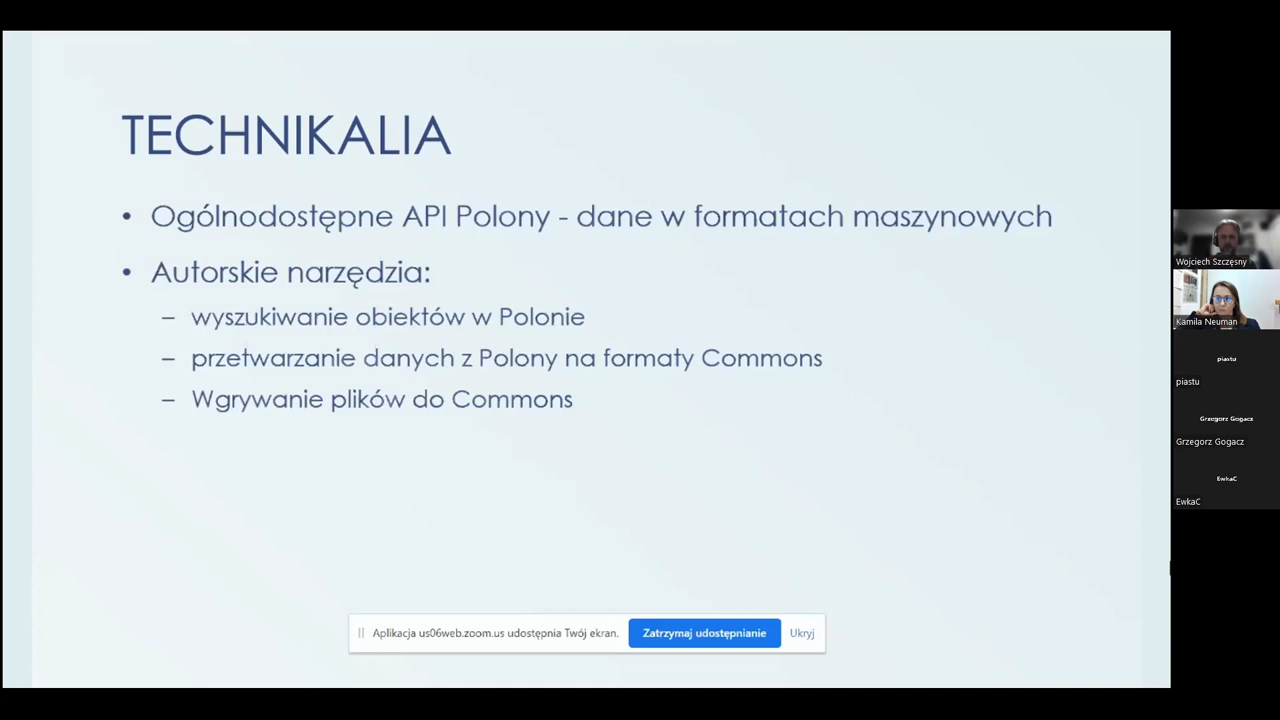 TECHNIKALIA
• Ogólnodostępne API Polony - dane w formatach maszynowych
• Autorskie narzędzia:
– wyszukiwanie obiektów w Polonie
– przetwarzanie danych z Polony na formaty Commons
– Wgrywanie plików do Commons
Aplikacja us06web.zoom.us udostępnia Twój ekran. Zatrzymaj udostępnianie Ukryj
Wojciech Szczęsny
Kamila Neuman
piastu
piastu
Grzegorz Gogacz
Grzegorz Gogacz
EwkaC
EwkaC